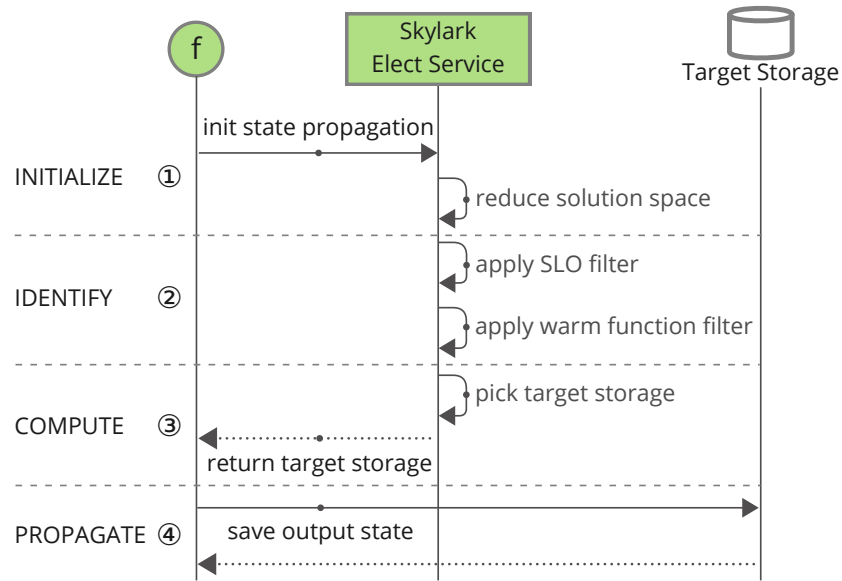 f
Skylark
Elect Service
Target Storage
init state propagation
INITIALIZE ①
reduce solution space
apply SLO filter
IDENTIFY ②
apply warm function filter
pick target storage
COMPUTE ③
return target storage
PROPAGATE ④
save output state